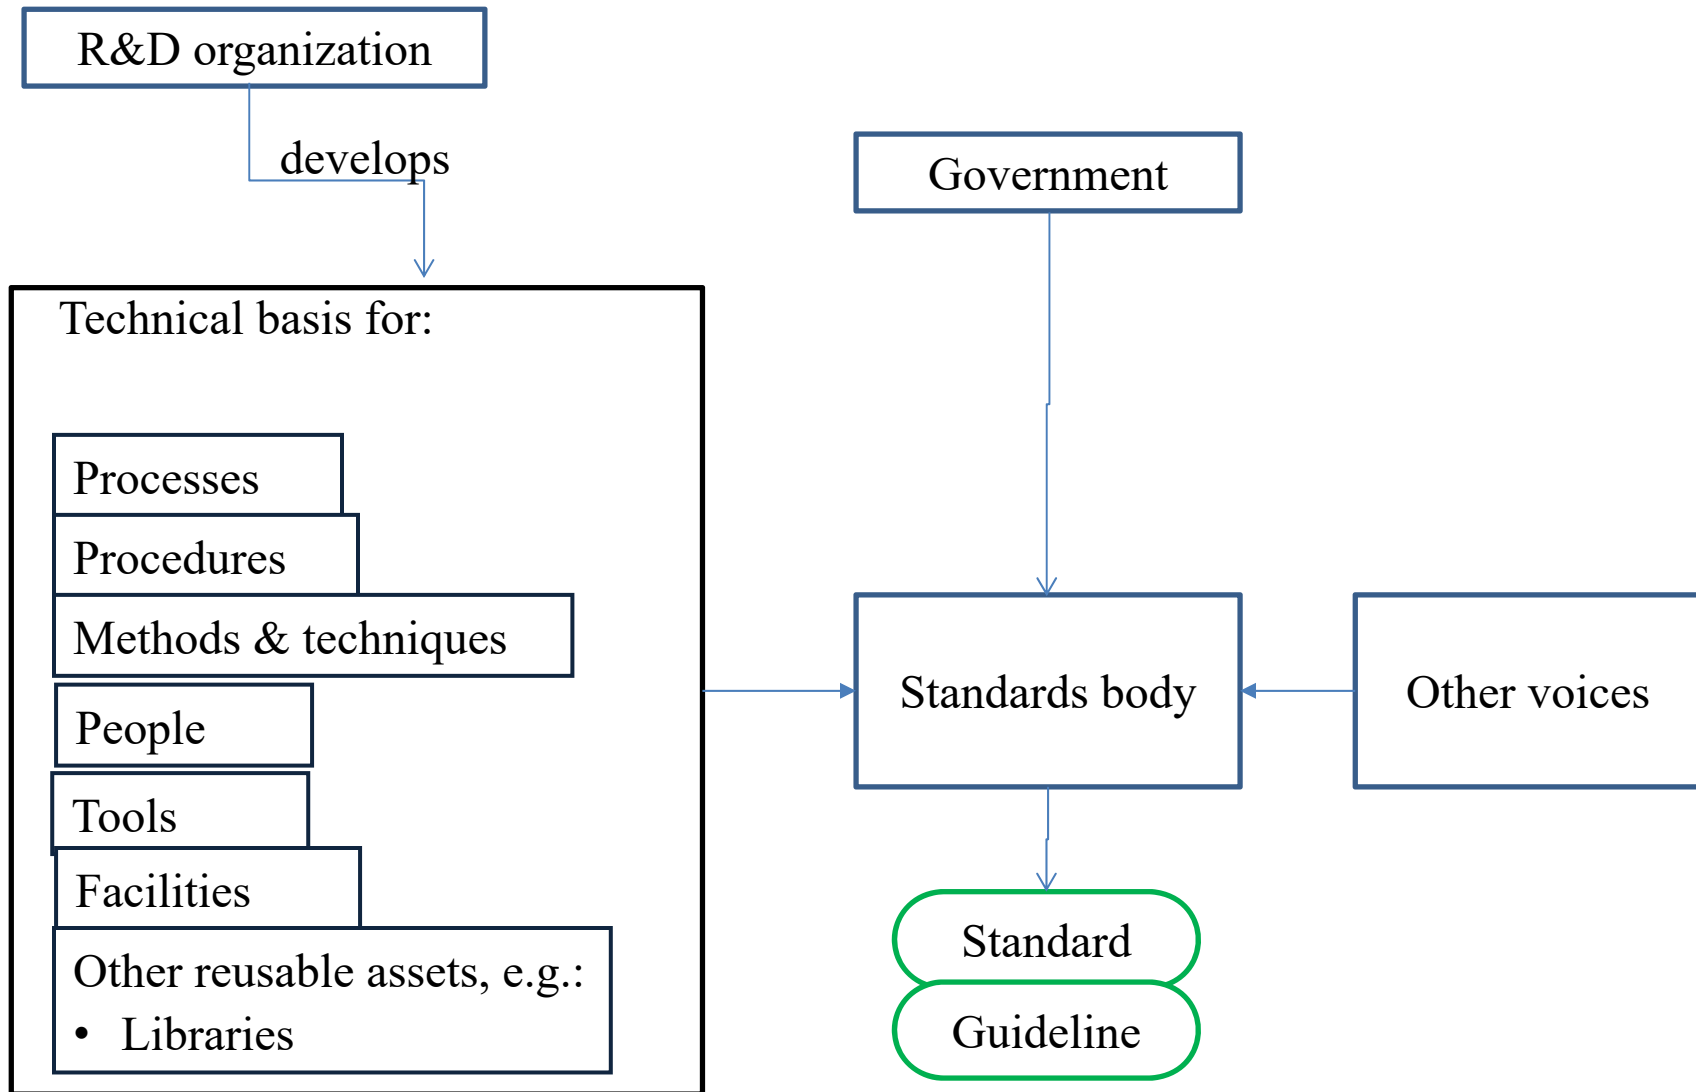 R&D organization
develops
Government
Technical basis for:
Processes
Procedures
Methods & techniques
People
Tools
Facilities
Other reusable assets, e.g.:
• Libraries
Standards body
Other voices
Standard
Guideline